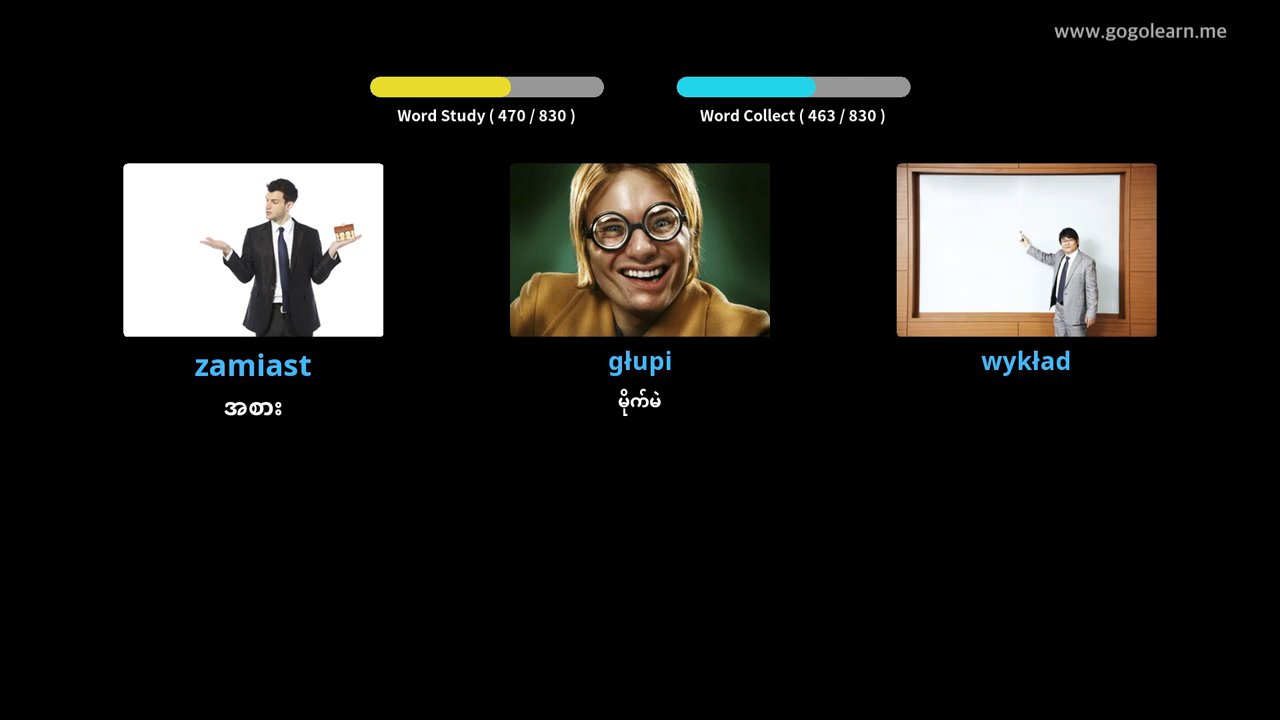 www.gogolearn.me
Word Study ( 470 / 830 )
Word Collect ( 463 / 830 )
zamiast
głupi
wykład
အစား
မိုက်မဲ